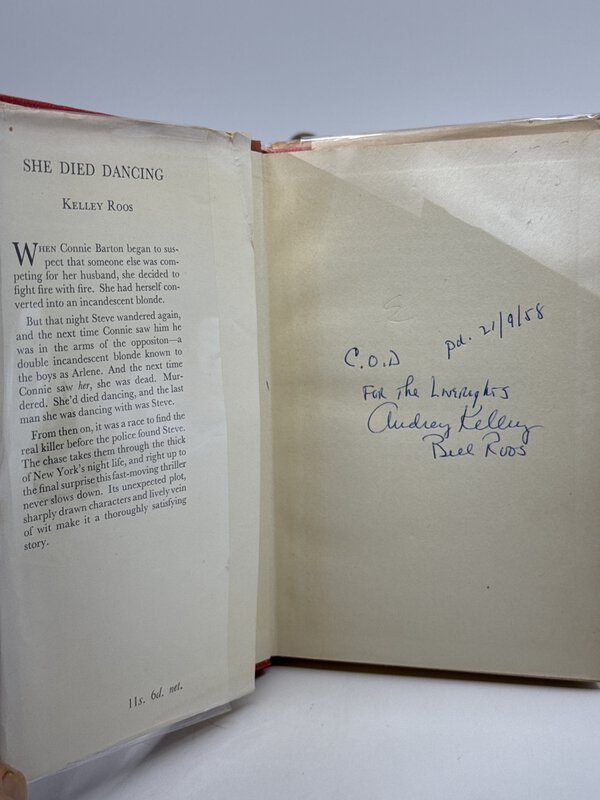 SHE DIED DANCING
KELLEY ROOS
WHEN Connie Barton began to sus-
pect that someone else was com-
peting for her husband, she decided to
fight fire with fire. She had herself con-
verted into an incandescent blonde.
But that night Steve wandered again,
and the next time Connie saw him he
was in the arms of the oppositon—a
double incandescent blonde known to
the boys as Arlene. And the next time
Connie saw her, she was dead. Mur-
dered. She'd died dancing, and the last
man she was dancing with was Steve.
From then on, it was a race to find the
real killer before the police found Steve.
The chase takes them through the thick
of New York's night life, and right up to
the final surprise this fast-moving thriller
never slows down. Its unexpected plot,
sharply drawn characters and lively vein
of wit make it a thoroughly satisfying
story.
11s. 6d. net.
C.O.D pd. 21/9/58
FOR THE LIVERIGHTS
Audrey Kelley
Bill Roos